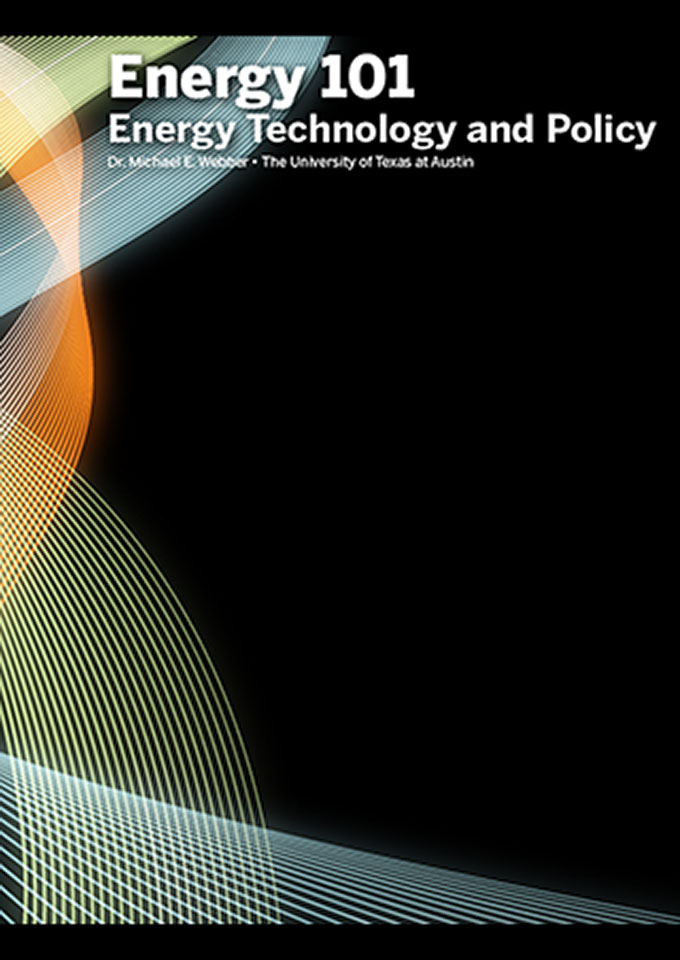 Energy 101
Energy Technology and Policy
Dr. Michael E. Webber • The University of Texas at Austin